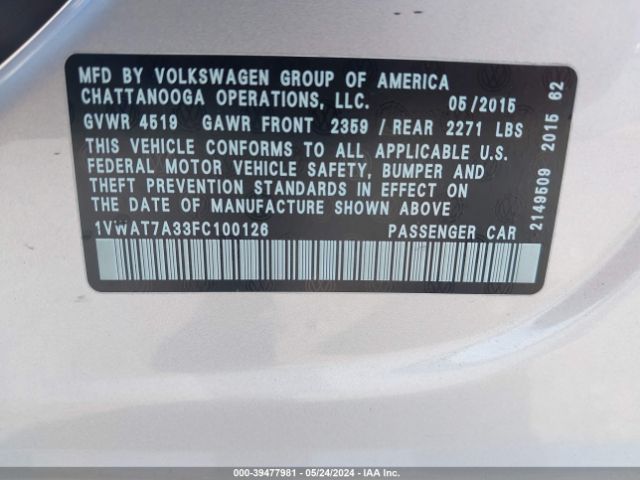 MFD BY VOLKSWAGEN GROUP OF AMERICA
CHATTANOOGA OPERATIONS, LLC. 05/2015
GVWR 4519 GAWR FRONT 2359 / REAR 2271 LBS
THIS VEHICLE CONFORMS TO ALL APPLICABLE U.S.
FEDERAL MOTOR VEHICLE SAFETY, BUMPER AND
THEFT PREVENTION STANDARDS IN EFFECT ON
THE DATE OF MANUFACTURE SHOWN ABOVE
1VWAT7A33FC100126 PASSENGER CAR
2149509 2015 62
000-39477981 - 05/24/2024 - IAA Inc.